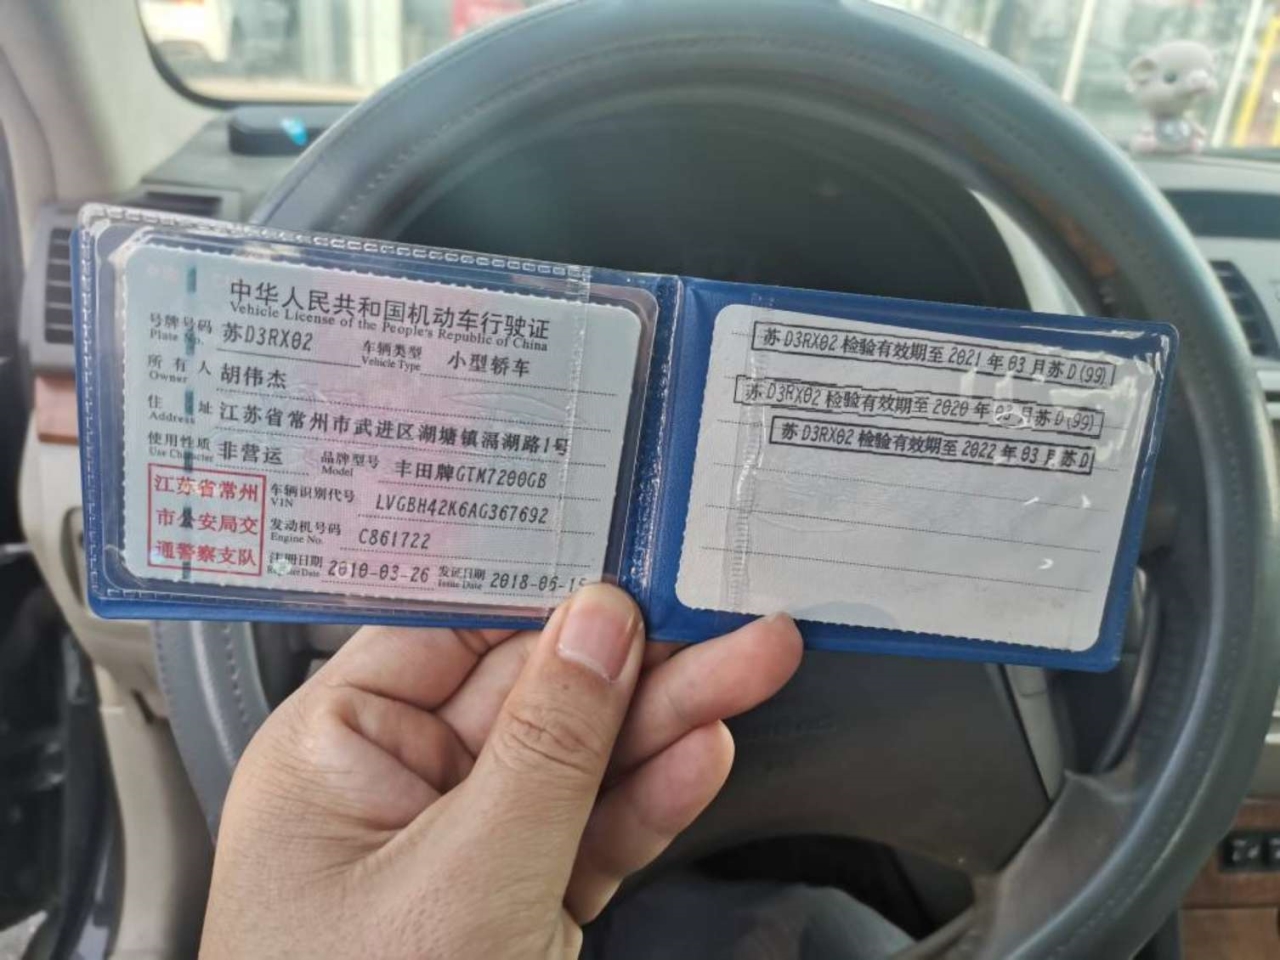 中华人民共和国机动车行驶证
Vehicle License of the People's Republic of China
号牌号码 苏D3RX02 车辆类型 小型轿车
Plate No. Vehicle Type
所有人 胡伟杰
Owner
住址 江苏省常州市武进区湖塘镇滆湖路1号
Address
使用性质 非营运 品牌型号 丰田牌GTM7200GB
Use Character Model
江苏省常州
市公安局交
通警察支队
车辆识别代号 LVGBH42K6AG367692
VIN
发动机号码 C861722
Engine No.
注册日期 2010-03-26 发证日期 2018-05-15
Register Date Issue Date
苏D3RX02 检验有效期至 2021 年 03 月苏D(99)
苏D3RX02 检验有效期至 2020 年 03 月苏D(99)
苏D3RX02 检验有效期至 2022 年 03 月苏D